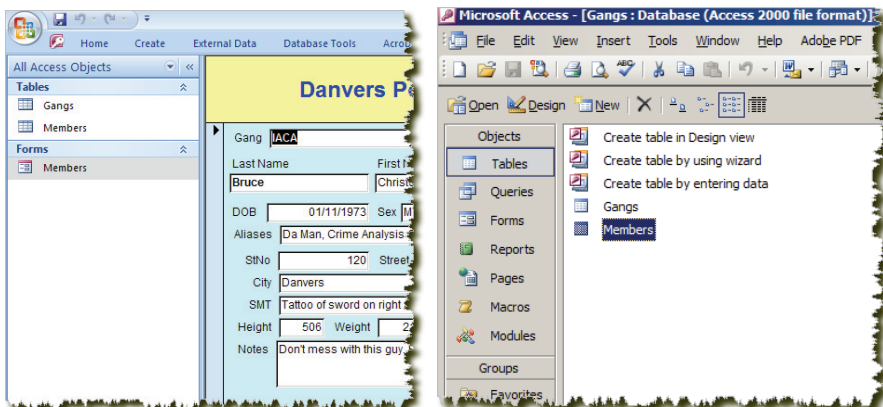 Home Create External Data Database Tools
All Access Objects
Tables
Gangs
Members
Forms
Members
Danvers
Gang IACA
Last Name
Bruce
DOB 01/11/1973 Sex M
Aliases Da Man, Crime Analysis
StNo 120 Street
City Danvers
SMT Tattoo of sword on right
Height 506 Weight
Notes Don't mess with this guy
Microsoft Access - [Gangs : Database (Access 2000 file format)]
File Edit View Insert Tools Window Help Adobe PDF
Open Design New
Objects
Tables
Queries
Forms
Reports
Pages
Macros
Modules
Groups
Favorites
Create table in Design view
Create table by using wizard
Create table by entering data
Gangs
Members